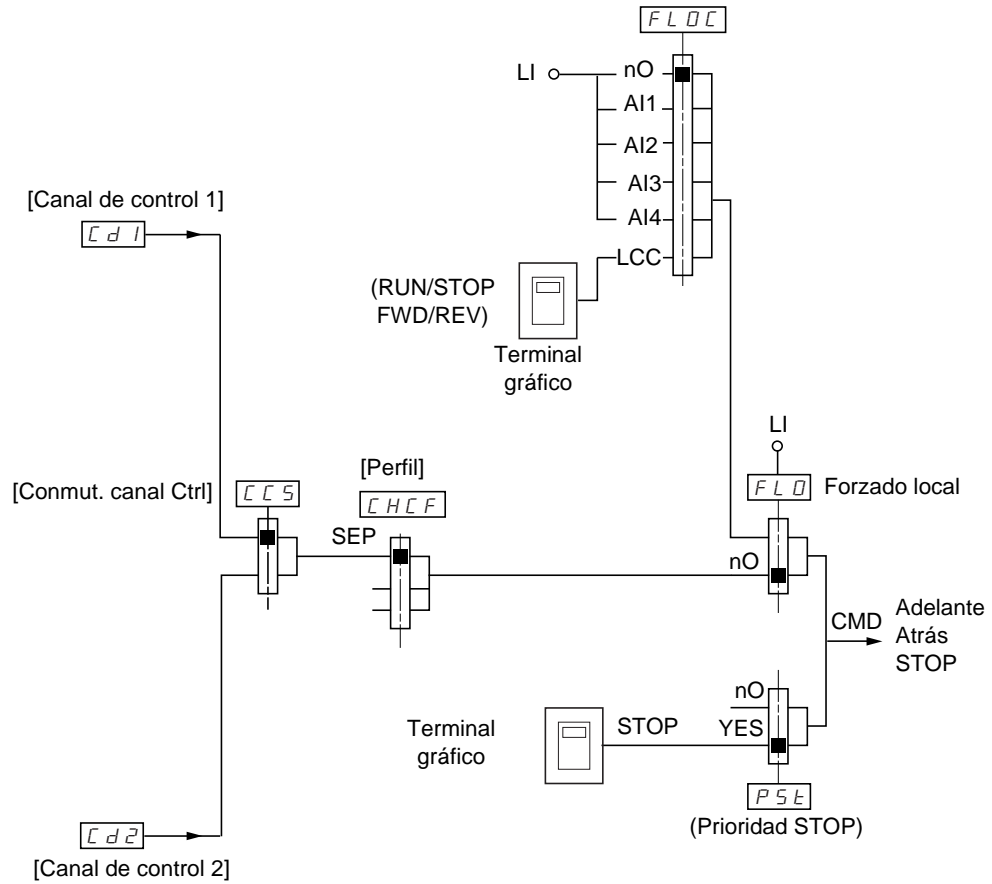 FLOC
LI
nO
AI1
AI2
AI3
AI4
LCC
[Canal de control 1]
Cd1
(RUN/STOP
FWD/REV)
Terminal
gráfico
LI
[Conmut. canal Ctrl]
CCS
[Perfil]
CHCF
FLO
Forzado local
SEP
nO
CMD
Adelante
Atrás
STOP
nO
Terminal
gráfico
STOP
YES
PSt
(Prioridad STOP)
Cd2
[Canal de control 2]